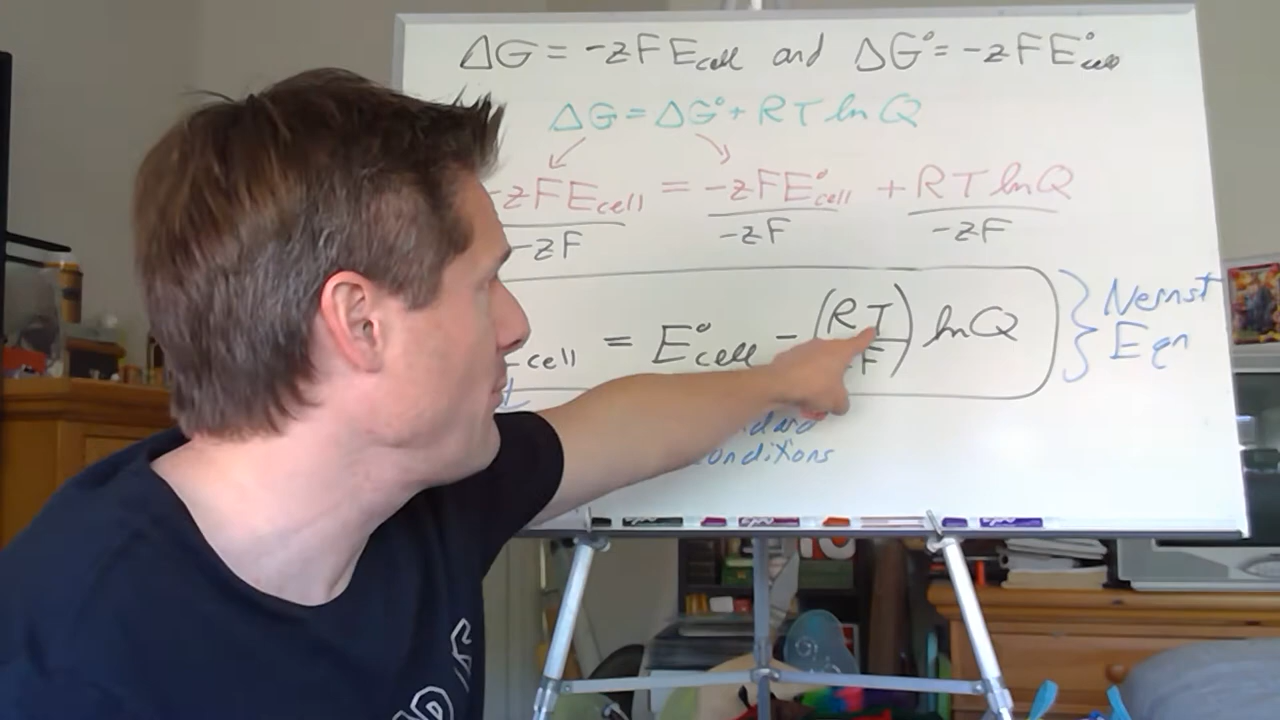 ΔG = -zFEcell and ΔG° = -zFE°cell
ΔG = ΔG° + RT ln Q
-zFEcell = -zFE°cell + RT ln Q
-zF -zF -zF
cell = E°cell - (RT/F) ln Q
Nernst
Eqn
conditions